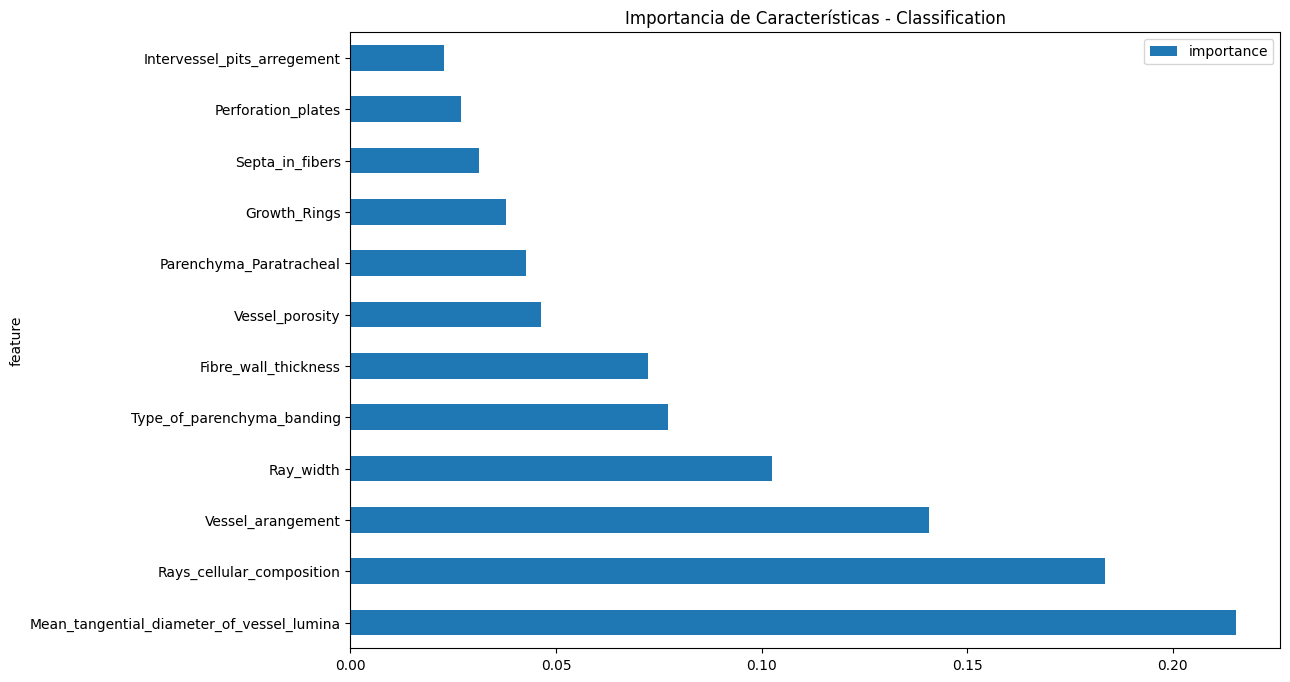 Importancia de Características - Classification
importance
feature
Intervessel_pits_arregement
Perforation_plates
Septa_in_fibers
Growth_Rings
Parenchyma_Paratracheal
Vessel_porosity
Fibre_wall_thickness
Type_of_parenchyma_banding
Ray_width
Vessel_arangement
Rays_cellular_composition
Mean_tangential_diameter_of_vessel_lumina
0.00 0.05 0.10 0.15 0.20